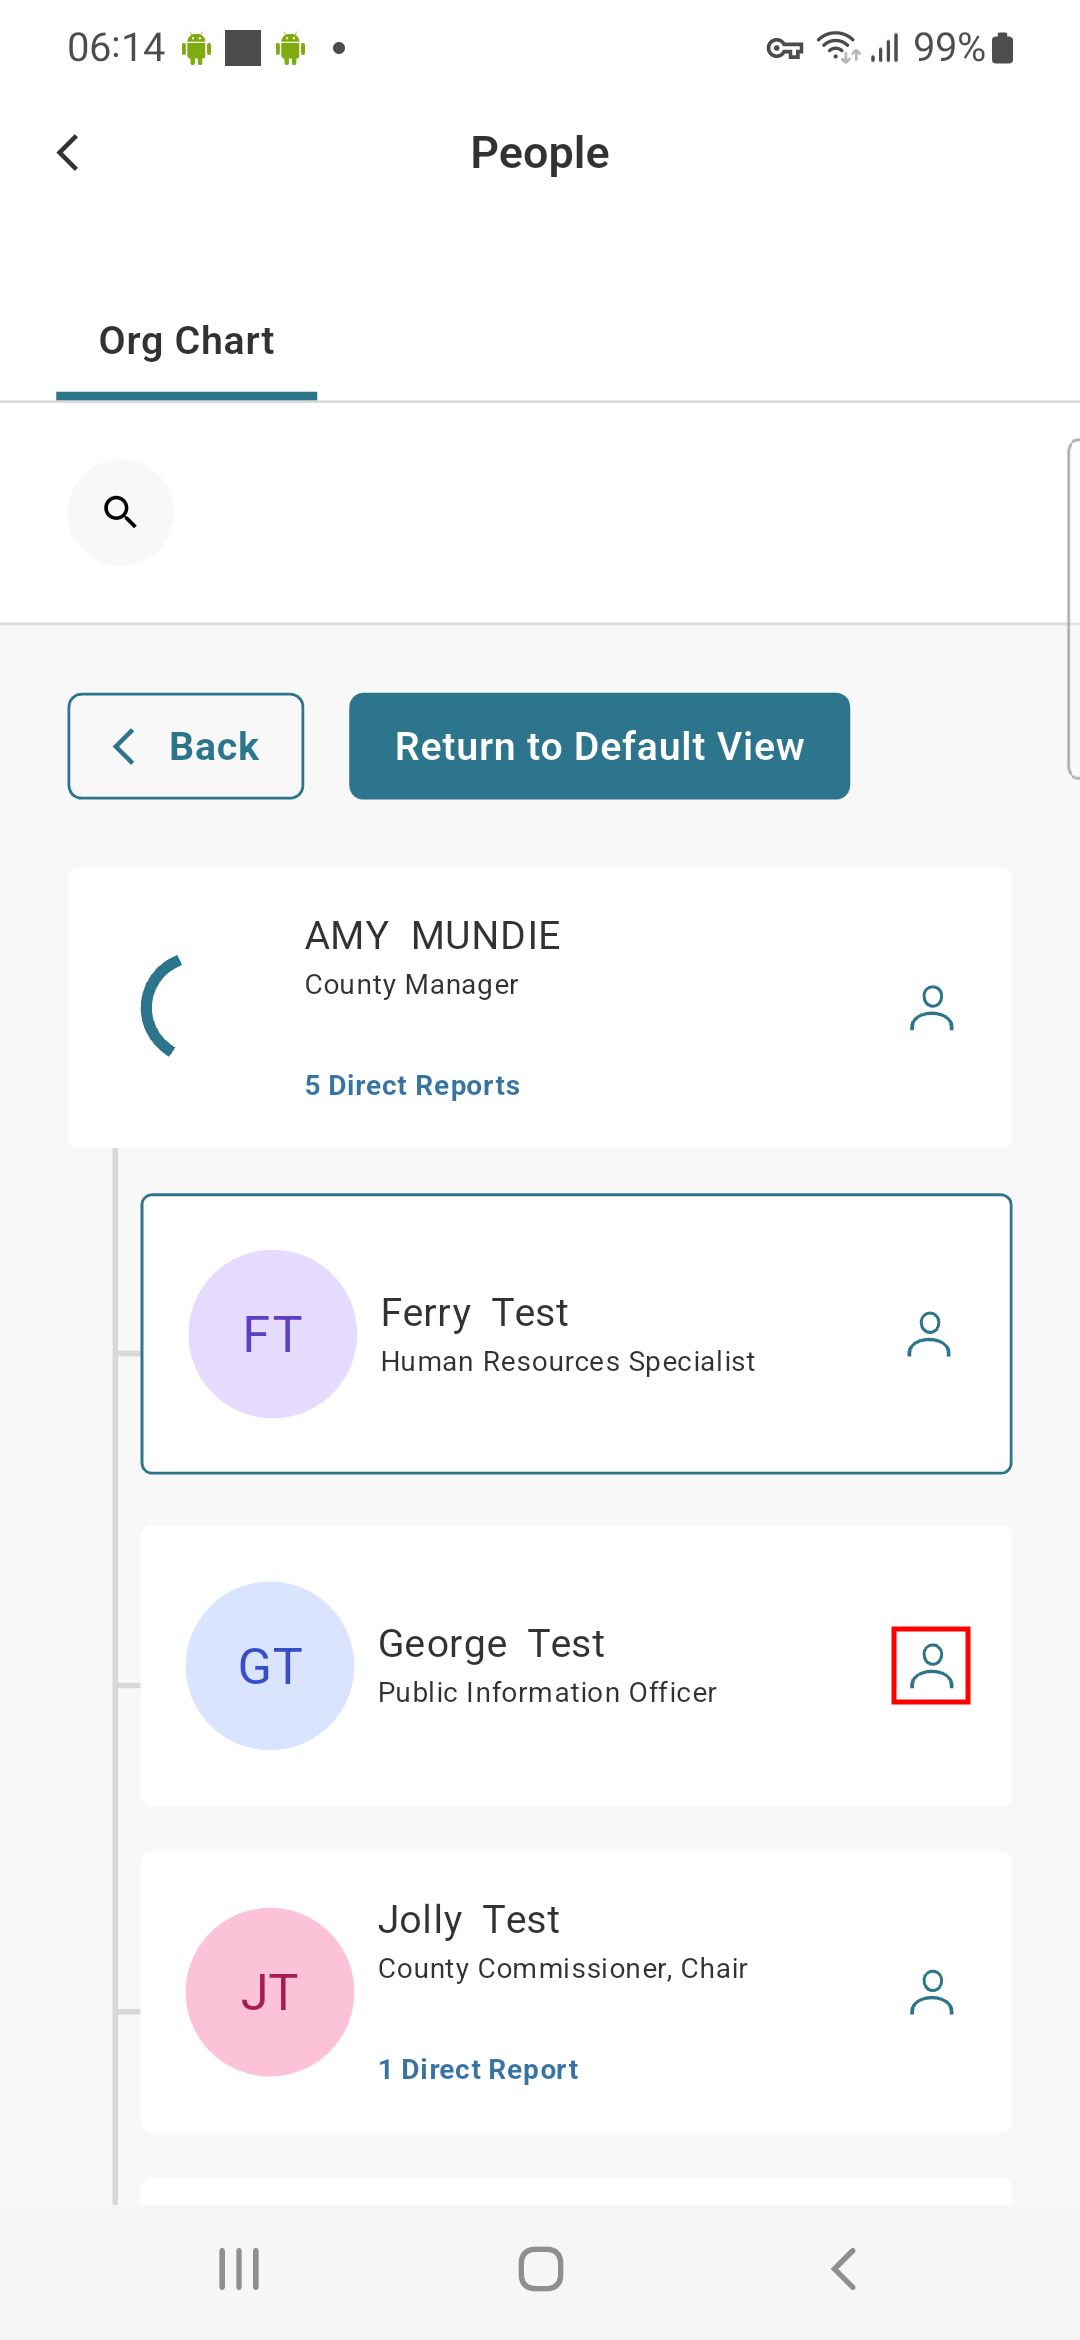 06:14
99%
People
Org Chart
Back
Return to Default View
AMY MUNDIE
County Manager
5 Direct Reports
FT
Ferry Test
Human Resources Specialist
GT
George Test
Public Information Officer
JT
Jolly Test
County Commissioner, Chair
1 Direct Report